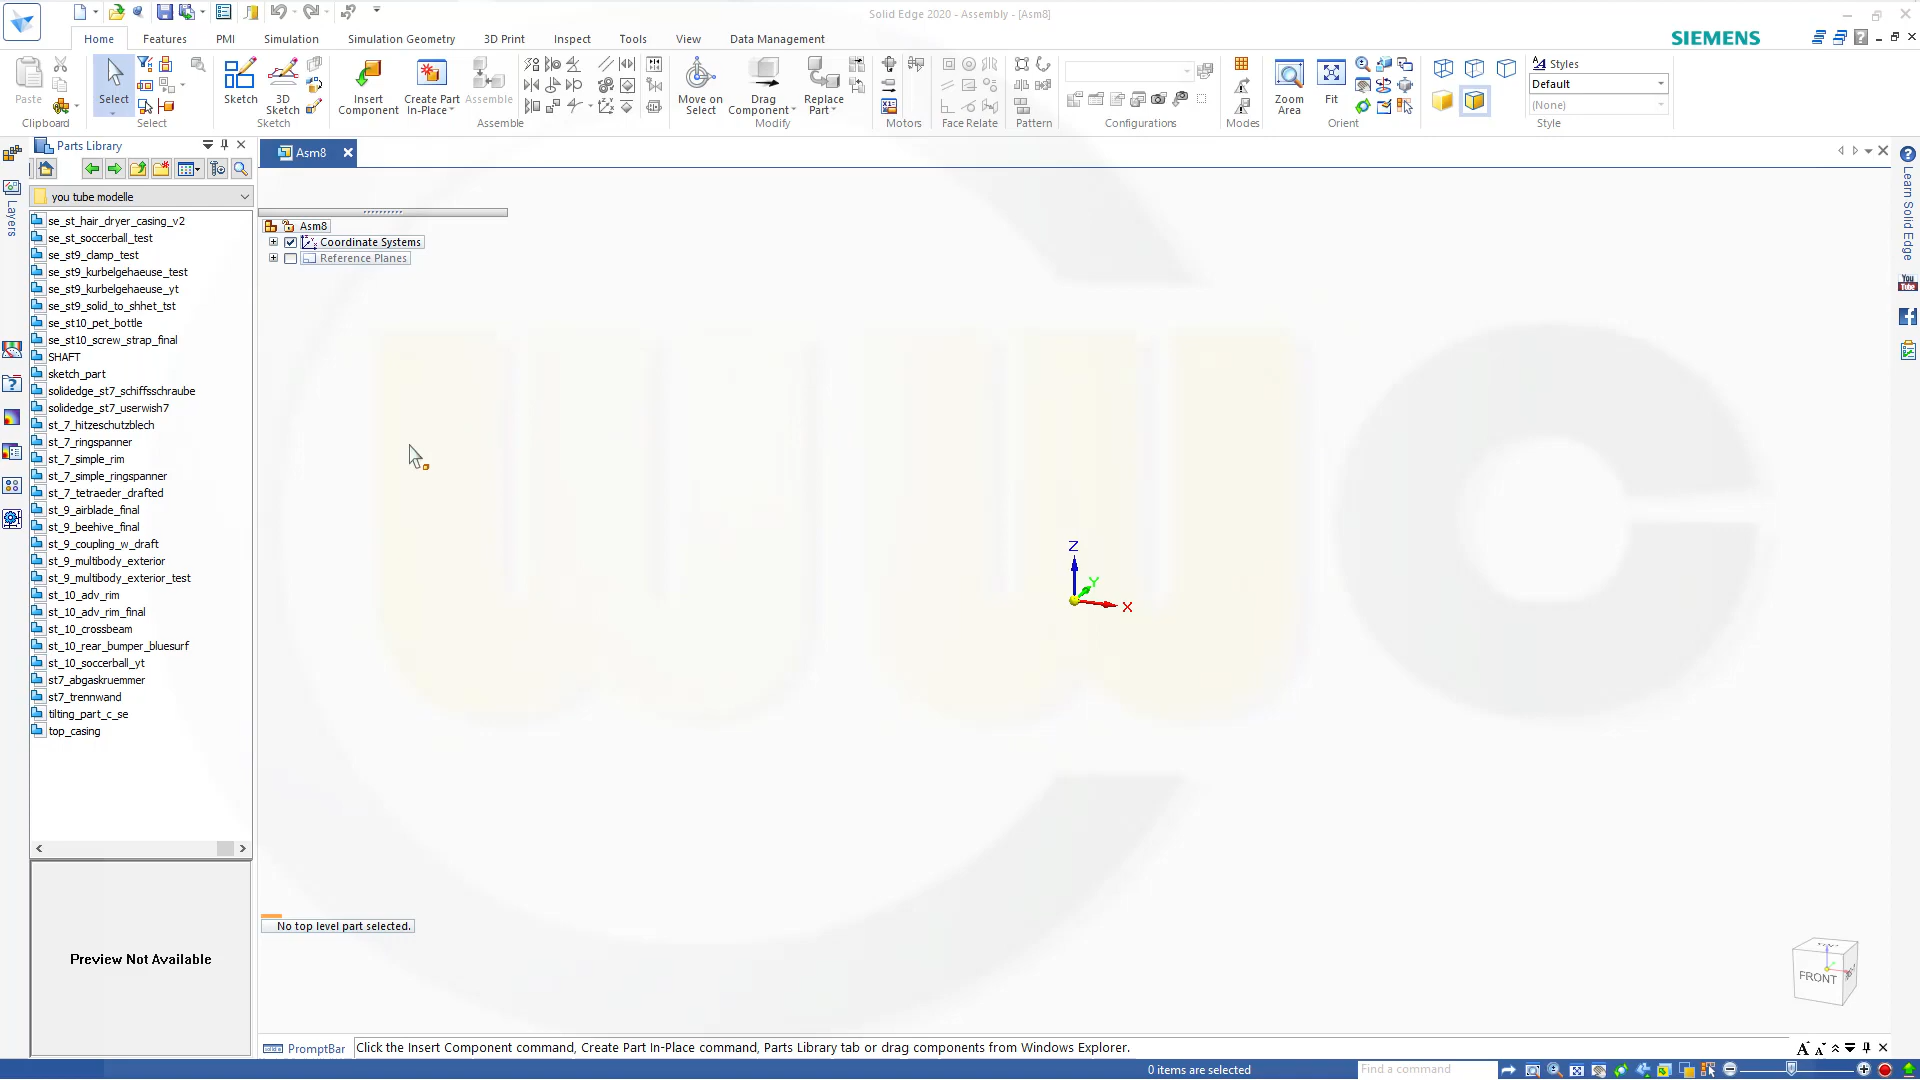 Solid Edge 2020 - Assembly - [Asm8]
Home Features PMI Simulation Simulation Geometry 3D Print Inspect Tools View Data Management
SIEMENS
Paste
Clipboard
Select
Select
Sketch
3D Sketch
Sketch
Insert Component
Create Part In-Place
Assemble
Assemble
Move on Select
Drag Component
Replace Part
Modify
Motors
Face Relate
Pattern
Configurations
Modes
Zoom Area
Fit
Orient
Styles
Default
(None)
Style
Parts Library
Asm8
you tube modelle
Layers
se_st_hair_dryer_casing_v2
se_st_soccerball_test
se_st9_clamp_test
se_st9_kurbelgehaeuse_test
se_st9_kurbelgehaeuse_yt
se_st9_solid_to_shhet_tst
se_st10_pet_bottle
se_st10_screw_strap_final
SHAFT
sketch_part
solidedge_st7_schiffsschraube
solidedge_st7_userwish7
st_7_hitzeschutzblech
st_7_ringspanner
st_7_simple_rim
st_7_simple_ringspanner
st_7_tetraeder_drafted
st_9_airblade_final
st_9_beehive_final
st_9_coupling_w_draft
st_9_multibody_exterior
st_9_multibody_exterior_test
st_10_adv_rim
st_10_adv_rim_final
st_10_crossbeam
st_10_rear_bumper_bluesurf
st_10_soccerball_yt
st7_abgaskruemmer
st7_trennwand
tilting_part_c_se
top_casing
Preview Not Available
Asm8
Coordinate Systems
Reference Planes
Z
Y
X
No top level part selected.
FRONT
Learn Solid Edge
You Tube
PromptBar
Click the Insert Component command, Create Part In-Place command, Parts Library tab or drag components from Windows Explorer.
0 items are selected
Find a command